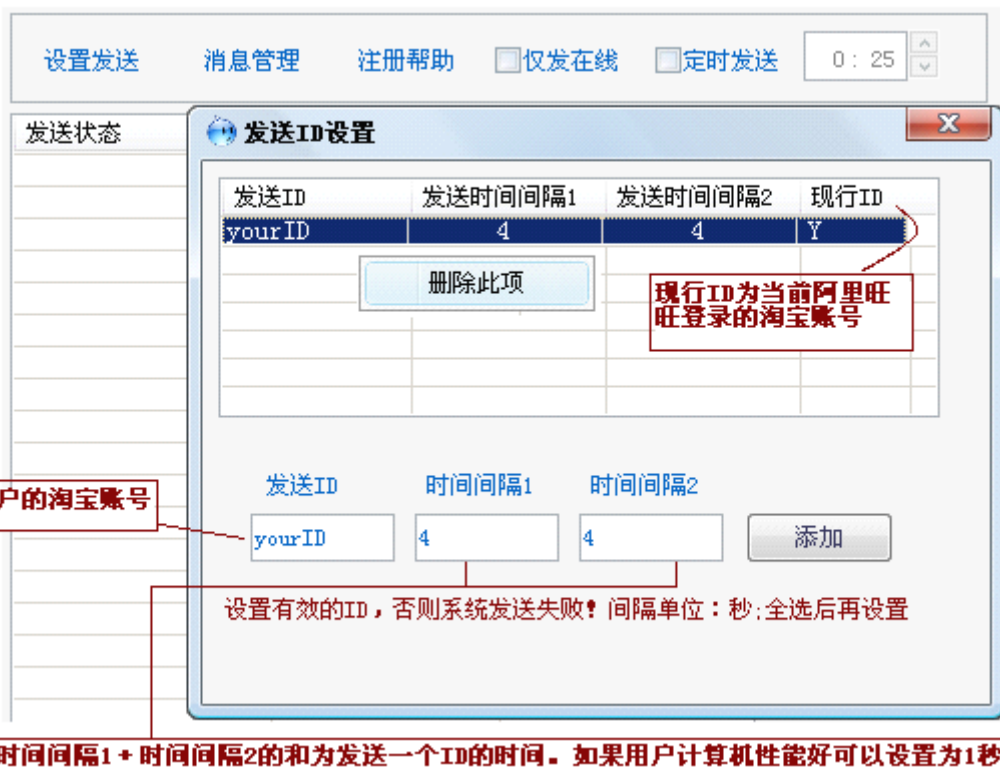 设置发送 消息管理 注册帮助 仅发在线 定时发送 0: 25
发送状态
发送ID设置
发送ID 发送时间间隔1 发送时间间隔2 现行ID
yourID 4 4 Y
删除此项
现行ID为当前阿里旺
旺登录的淘宝账号
发送ID 时间间隔1 时间间隔2
户的淘宝账号
yourID 4 4 添加
设置有效的ID，否则系统发送失败！间隔单位：秒;全选后再设置
时间间隔1+时间间隔2的和为发送一个ID的时间。如果用户计算机性能好可以设置为1秒